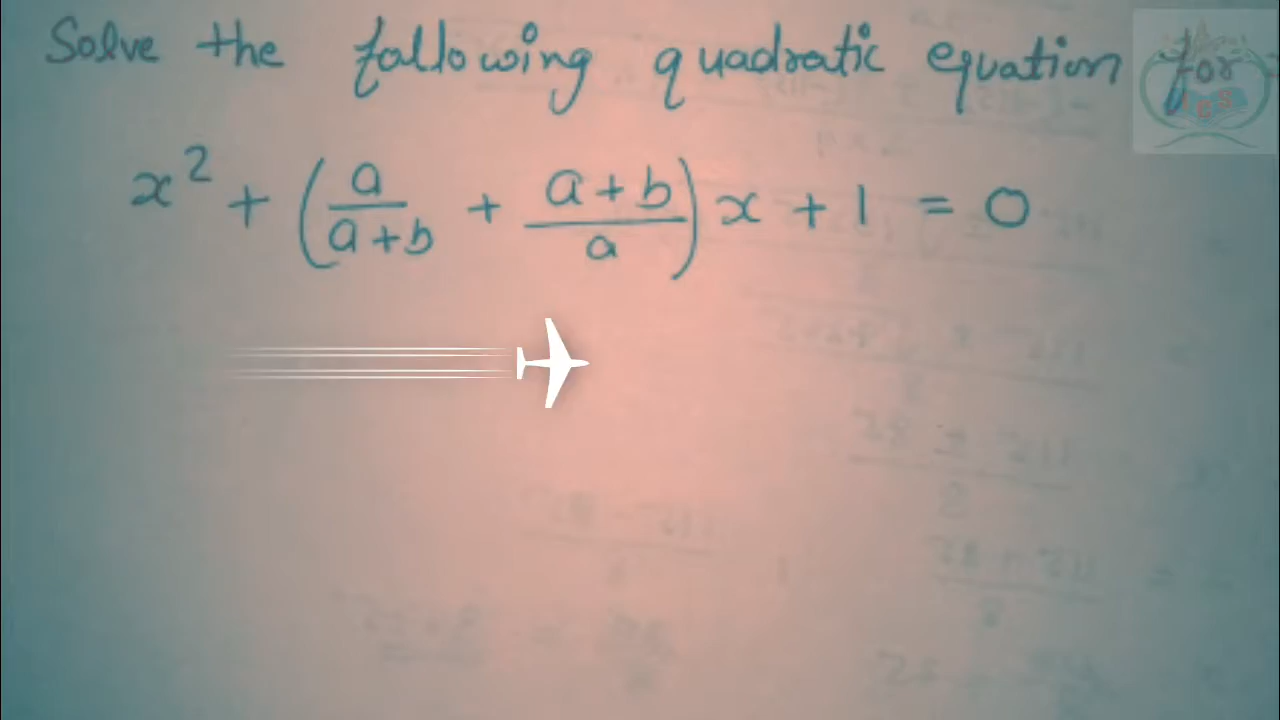 Solve the following quadratic equation for
x² + (a/(a+b) + (a+b)/a) x + 1 = 0